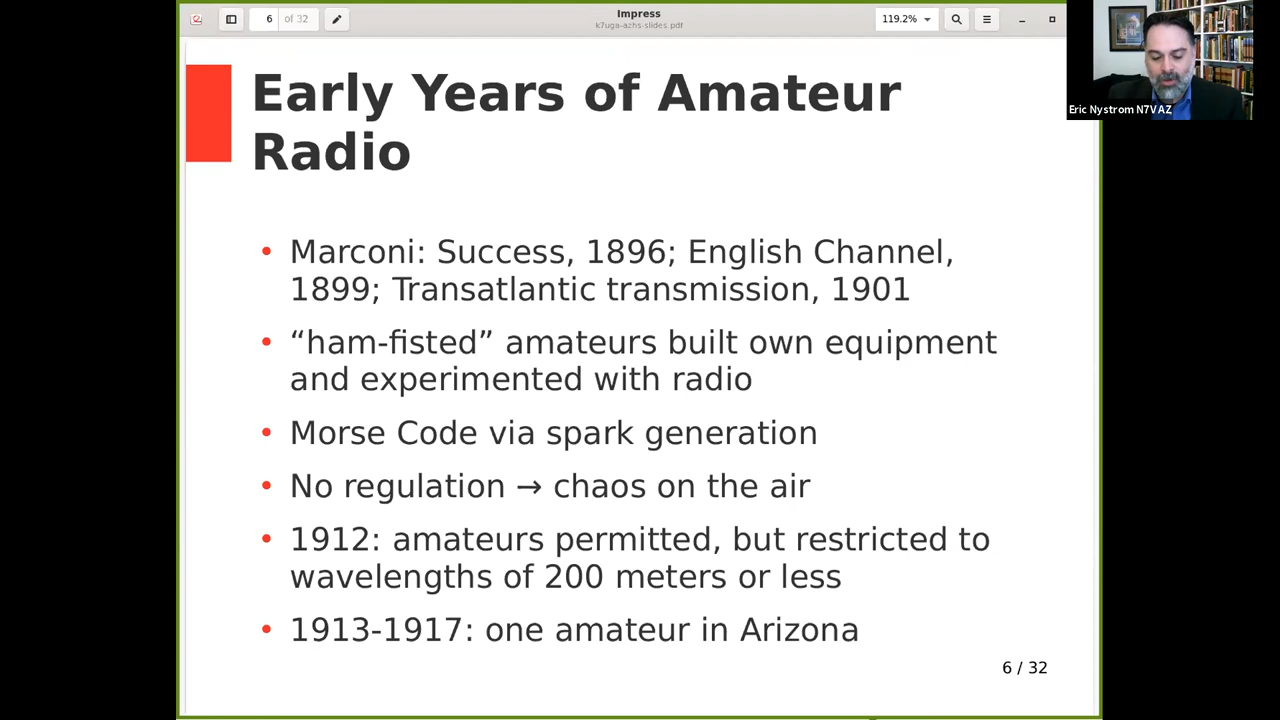 6 of 32
Impress
k7uga-azhs-slides.pdf
119.2%
Eric Nystrom N7VAZ
Early Years of Amateur
Radio
• Marconi: Success, 1896; English Channel,
1899; Transatlantic transmission, 1901
• “ham-fisted” amateurs built own equipment
and experimented with radio
• Morse Code via spark generation
• No regulation → chaos on the air
• 1912: amateurs permitted, but restricted to
wavelengths of 200 meters or less
• 1913-1917: one amateur in Arizona
6 / 32